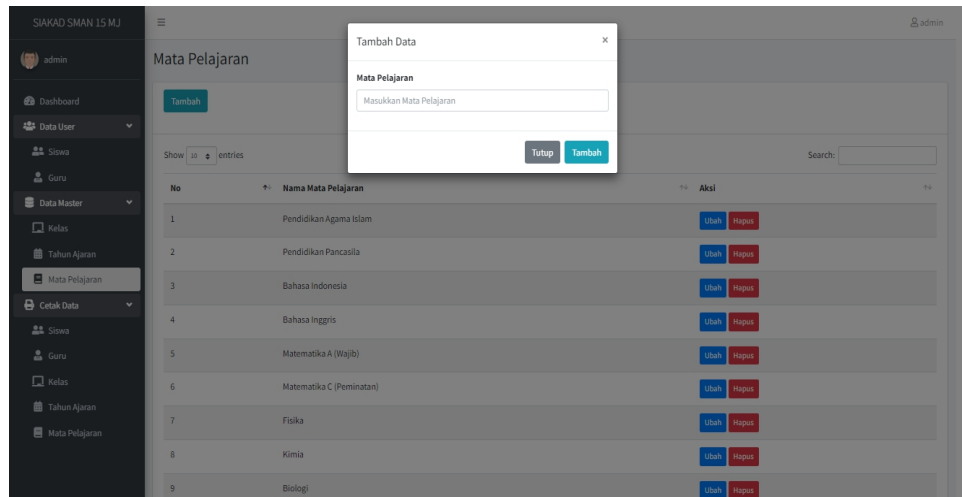 SIAKAD SMAN 15 MJ
admin
admin
Dashboard
Data User
Siswa
Guru
Data Master
Kelas
Tahun Ajaran
Mata Pelajaran
Cetak Data
Siswa
Guru
Kelas
Tahun Ajaran
Mata Pelajaran
Mata Pelajaran
Tambah
Tambah Data ×
Mata Pelajaran
Masukkan Mata Pelajaran
Tutup Tambah
Show 10 entries Search:
No Nama Mata Pelajaran Aksi
1 Pendidikan Agama Islam Ubah Hapus
2 Pendidikan Pancasila Ubah Hapus
3 Bahasa Indonesia Ubah Hapus
4 Bahasa Inggris Ubah Hapus
5 Matematika A (Wajib) Ubah Hapus
6 Matematika C (Peminatan) Ubah Hapus
7 Fisika Ubah Hapus
8 Kimia Ubah Hapus
9 Biologi Ubah Hapus